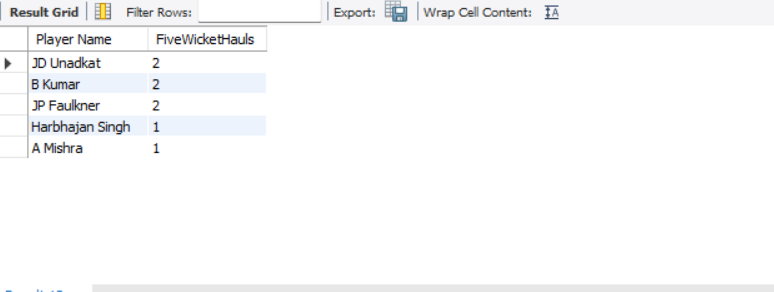 Result Grid Filter Rows: Export: Wrap Cell Content: IA
Player Name FiveWicketHauls
JD Unadkat 2
B Kumar 2
JP Faulkner 2
Harbhajan Singh 1
A Mishra 1